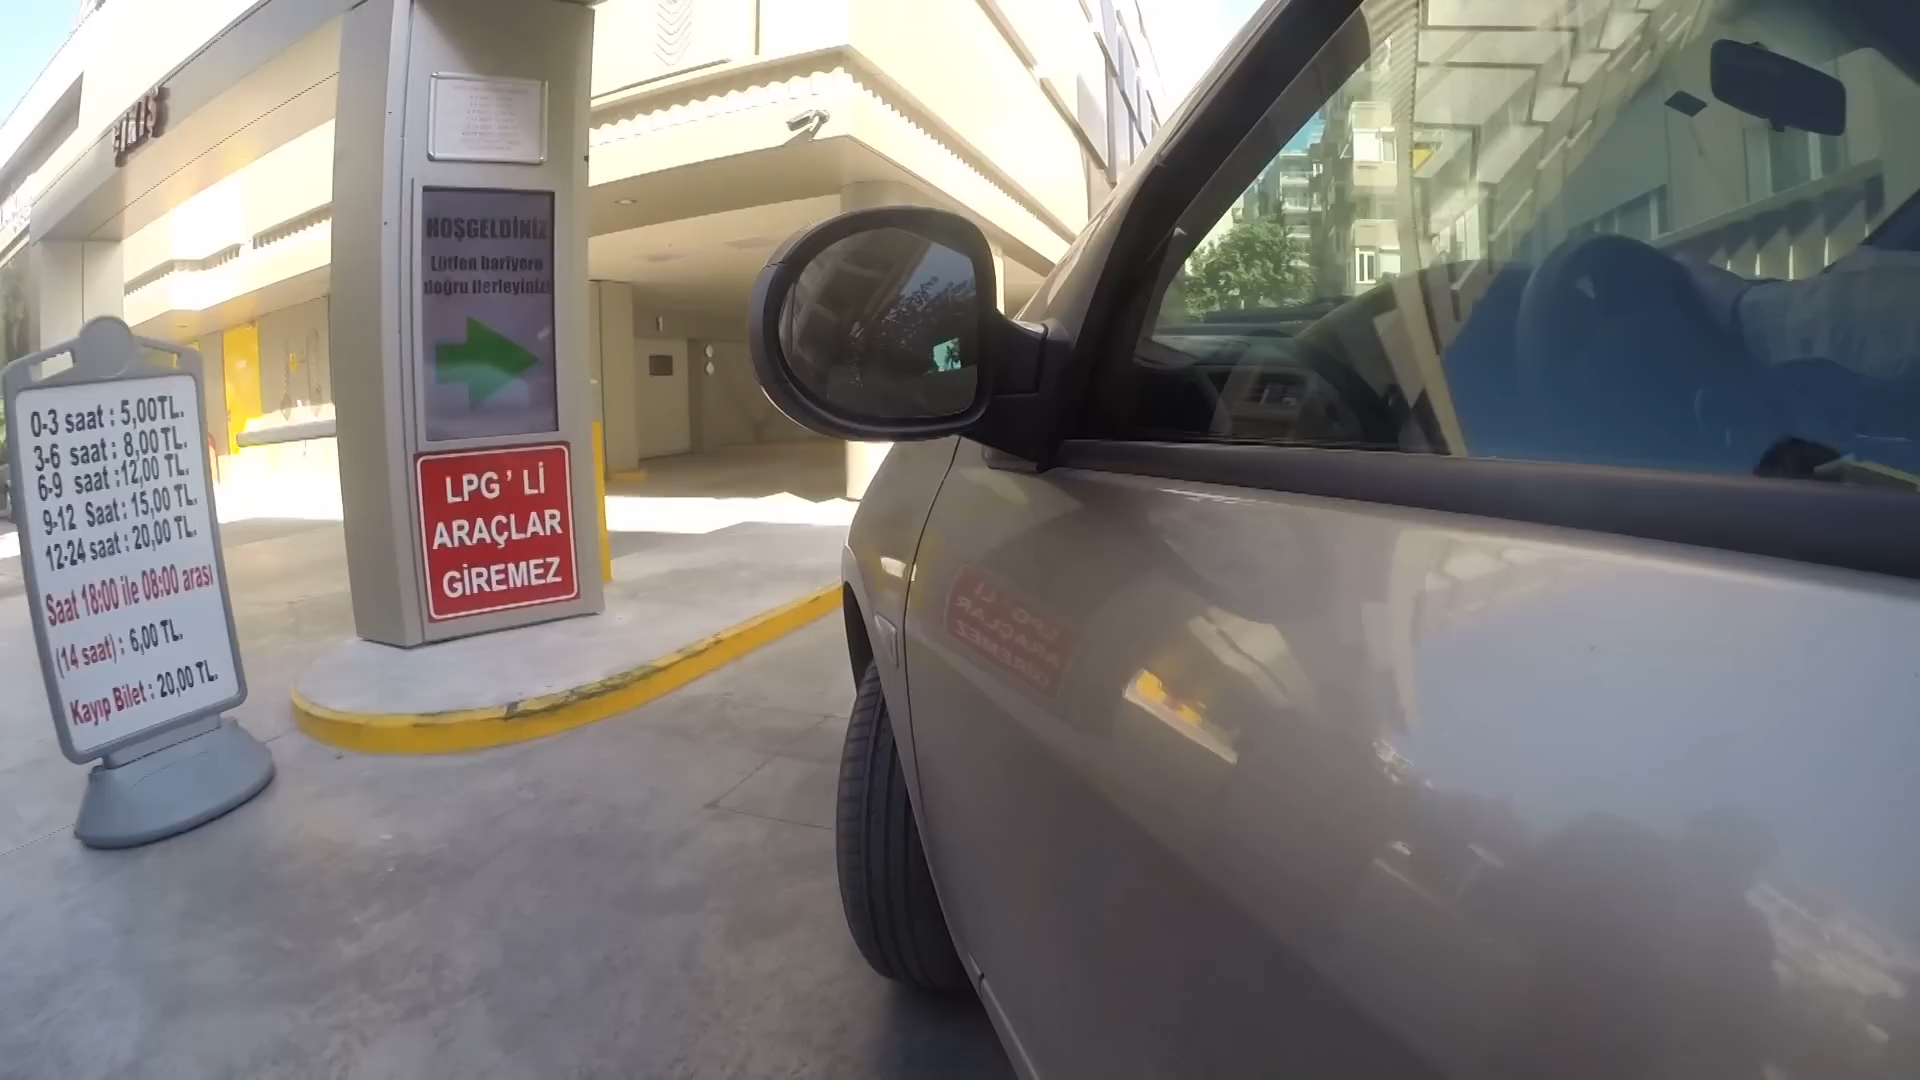 0-3 saat : 5,00TL.
3-6 saat : 8,00 TL.
6-9 saat :12,00 TL.
9-12 Saat: 15,00 TL.
12-24 saat : 20,00 TL.
Saat 18:00 ile 08:00 arası
(14 saat) : 6,00 TL.
Kayıp Bilet : 20,00 TL.
HOŞGELDİNİZ
Lütfen bariyere
doğru ilerleyiniz
LPG ' Lİ
ARAÇLAR
GİREMEZ